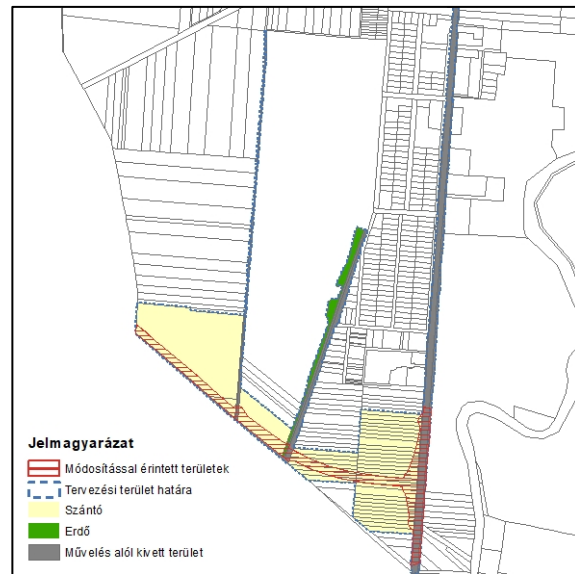 Jelmagyarázat
Módosítással érintett területek
Tervezési terület határa
Szántó
Erdő
Művelés alól kivett terület